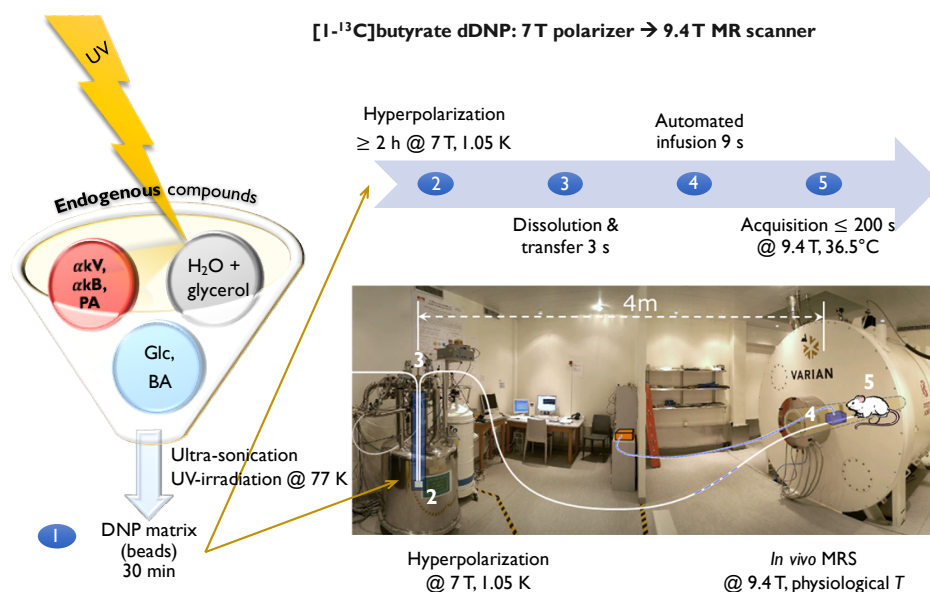 [1-¹³C]butyrate dDNP: 7 T polarizer → 9.4 T MR scanner
UV
Endogenous compounds
αkV,
αkB,
PA
H₂O +
glycerol
Glc,
BA
Ultra-sonication
UV-irradiation @ 77 K
1
DNP matrix
(beads)
30 min
Hyperpolarization
≥ 2 h @ 7 T, 1.05 K
Automated
infusion 9 s
2
3
4
5
Dissolution &
transfer 3 s
Acquisition ≤ 200 s
@ 9.4 T, 36.5°C
4m
3
VARIAN
5
4
2
Hyperpolarization
@ 7 T, 1.05 K
In vivo MRS
@ 9.4 T, physiological T